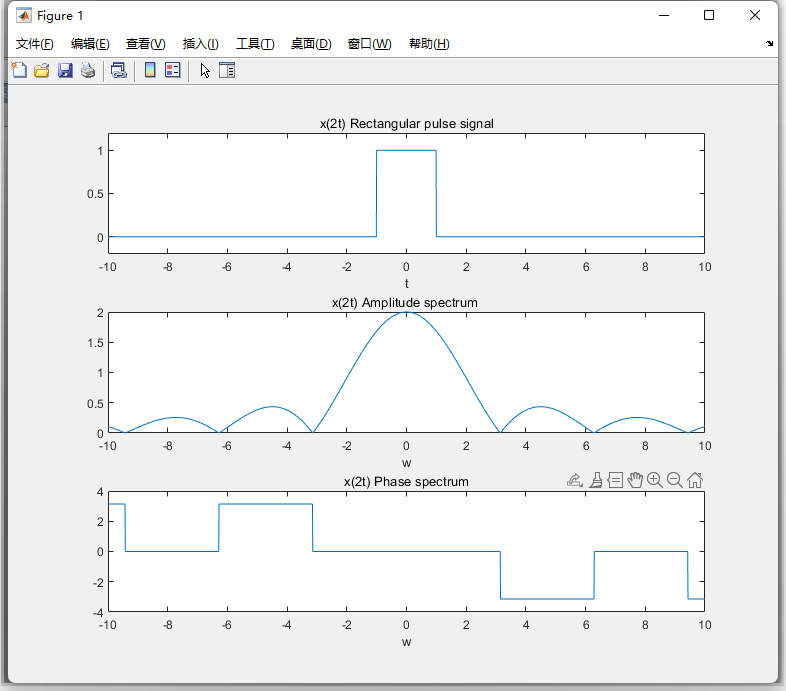 Figure 1
文件(F) 编辑(E) 查看(V) 插入(I) 工具(T) 桌面(D) 窗口(W) 帮助(H)
x(2t) Rectangular pulse signal
1
0.5
0
-10 -8 -6 -4 -2 0 2 4 6 8 10
t
x(2t) Amplitude spectrum
2
1.5
1
0.5
0
-10 -8 -6 -4 -2 0 2 4 6 8 10
w
x(2t) Phase spectrum
4
2
0
-2
-4
-10 -8 -6 -4 -2 0 2 4 6 8 10
w